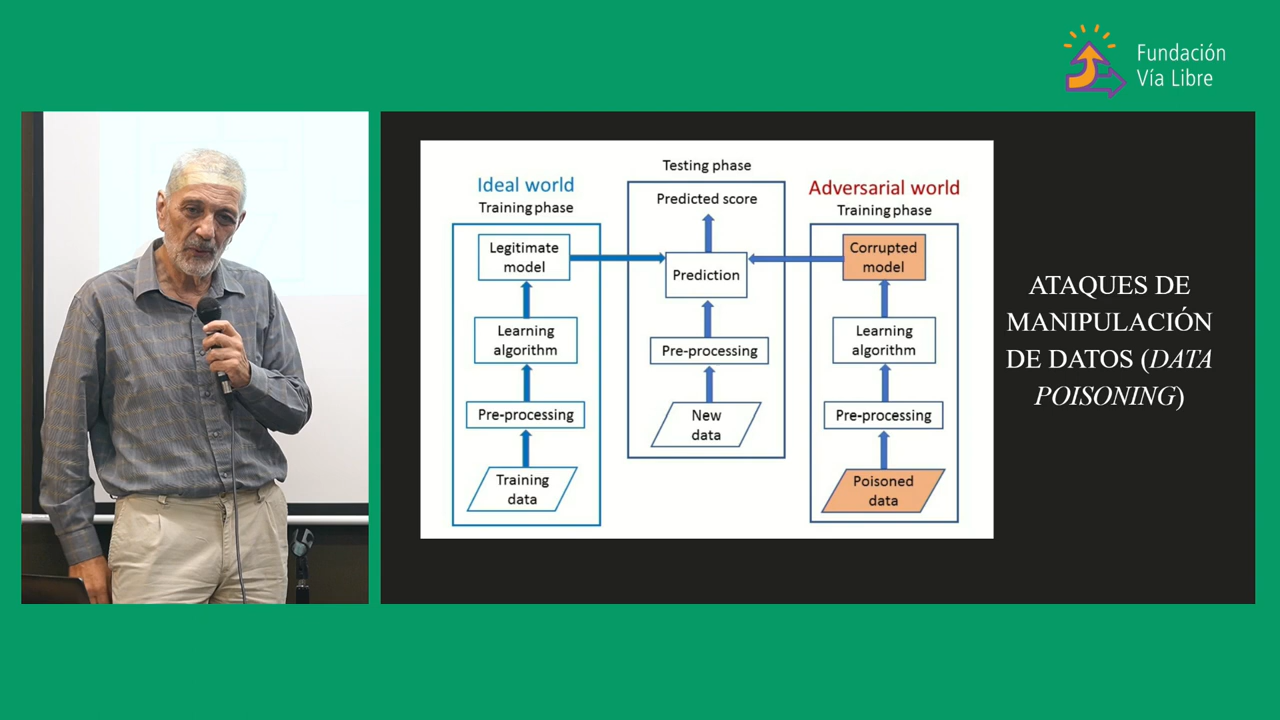 Fundación
Vía Libre
Testing phase
Ideal world
Training phase
Legitimate
model
Learning
algorithm
Pre-processing
Training
data
Predicted score
Prediction
Pre-processing
New
data
Adversarial world
Training phase
Corrupted
model
Learning
algorithm
Pre-processing
Poisoned
data
ATAQUES DE
MANIPULACIÓN
DE DATOS (DATA
POISONING)